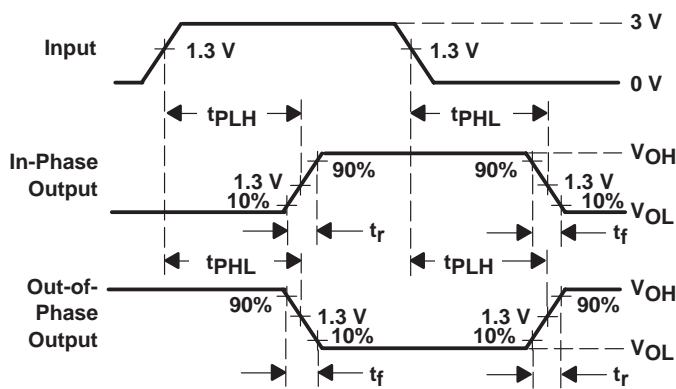 3 V
Input
1.3 V
1.3 V
0 V
tPLH
tPHL
VOH
In-Phase
Output
90%
90%
1.3 V
1.3 V
10%
10%
VOL
tr
tf
tPHL
tPLH
Out-of-
Phase
Output
VOH
90%
90%
1.3 V
1.3 V
10%
10%
VOL
tf
tr